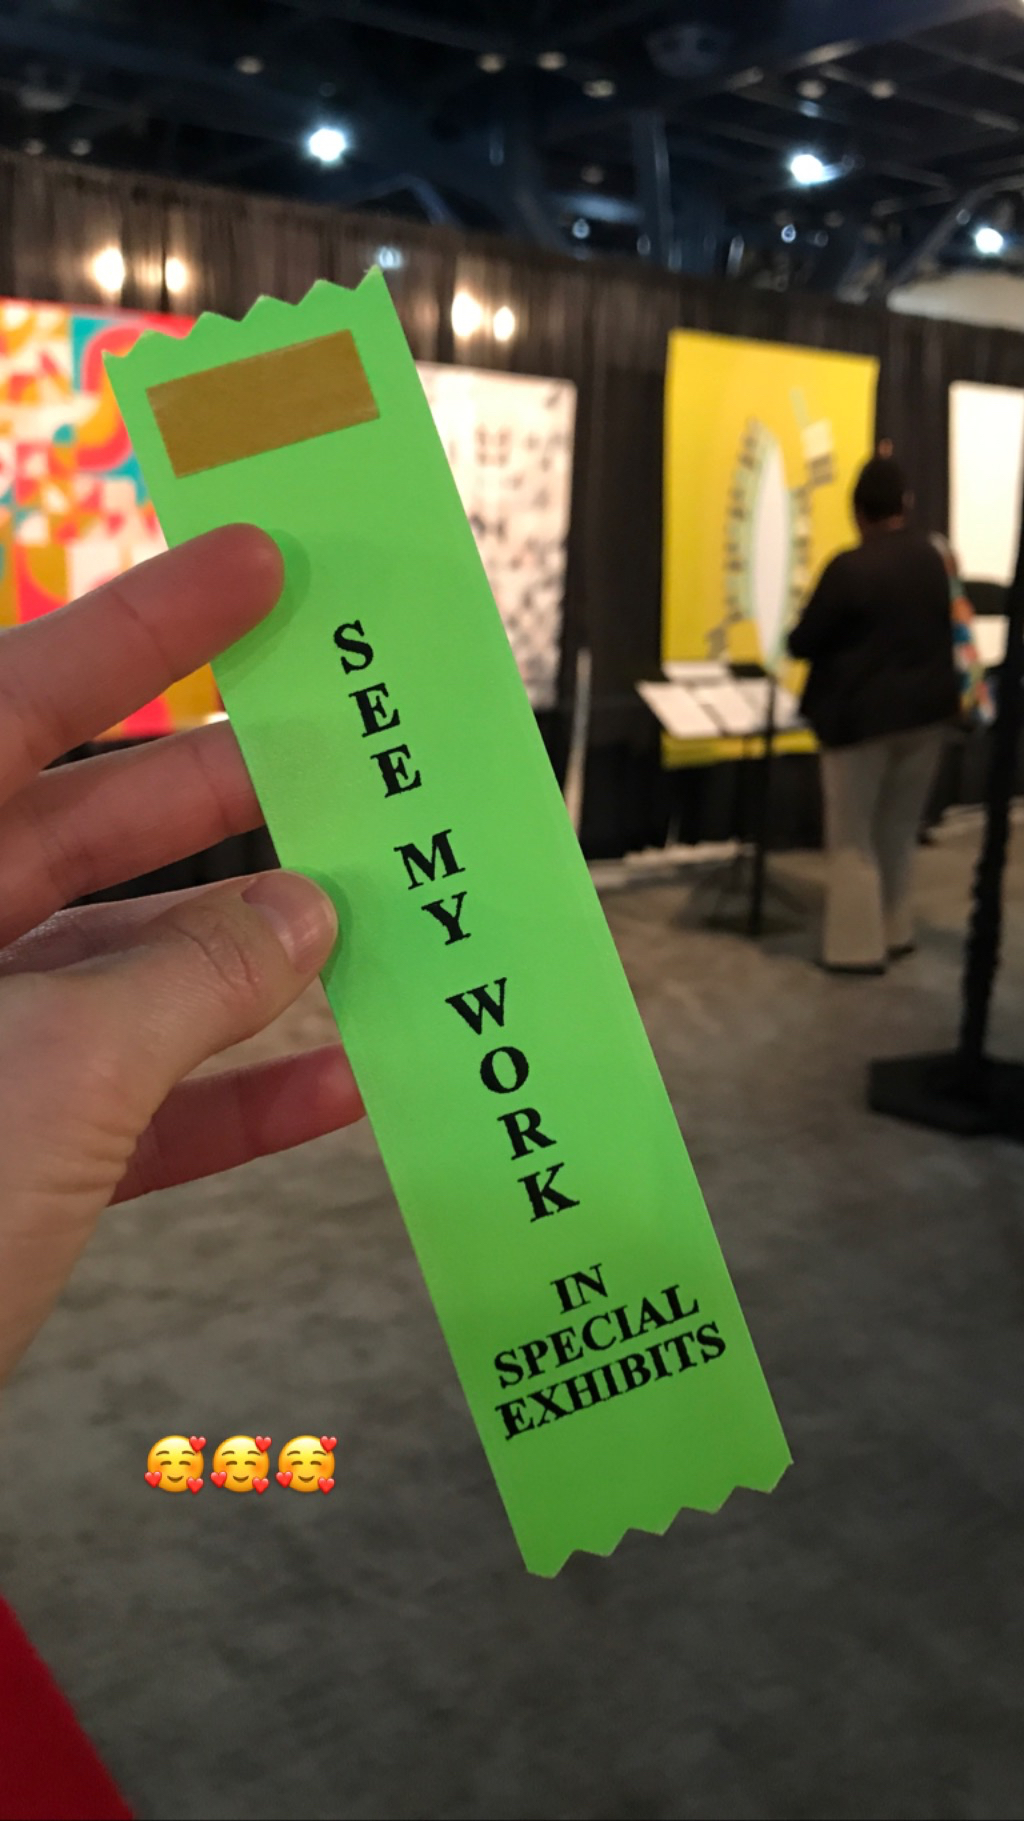 SEE
MY
WORK
IN
SPECIAL
EXHIBITS
🥰🥰🥰